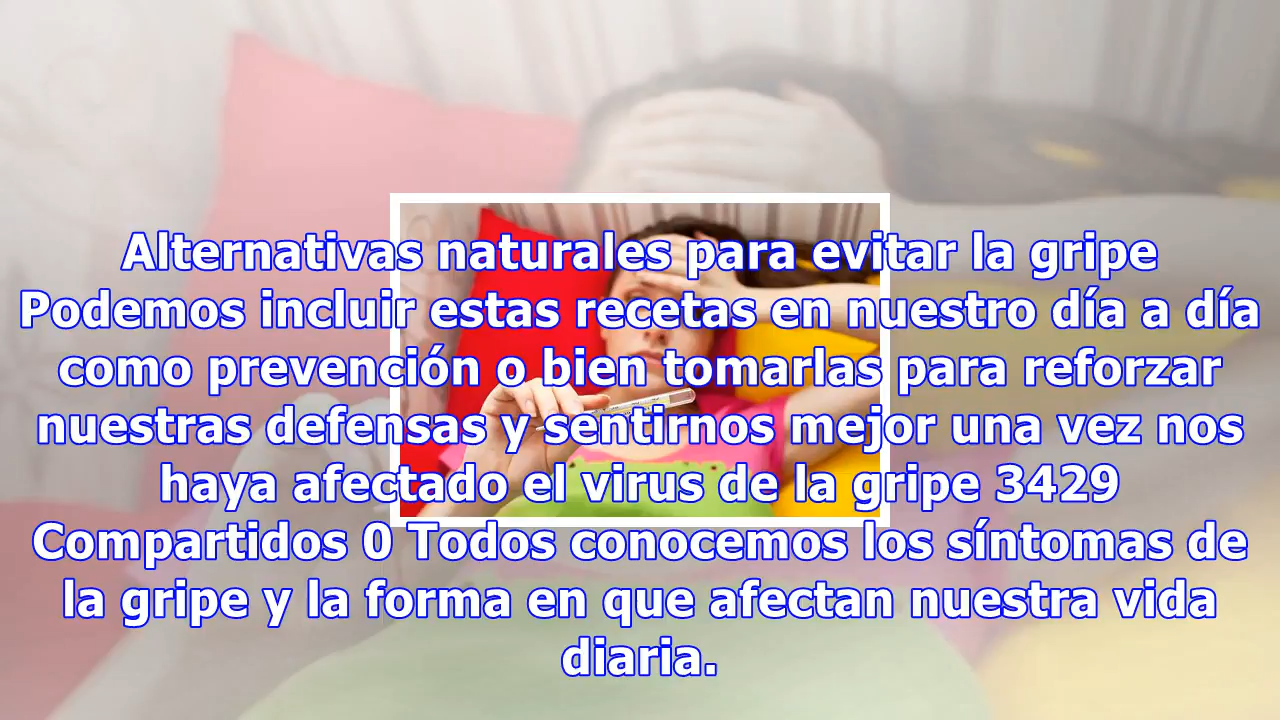 Alternativas naturales para evitar la gripe
Podemos incluir estas recetas en nuestro día a día
como prevención o bien tomarlas para reforzar
nuestras defensas y sentirnos mejor una vez nos
haya afectado el virus de la gripe 3429
Compartidos 0 Todos conocemos los síntomas de
la gripe y la forma en que afectan nuestra vida
diaria.